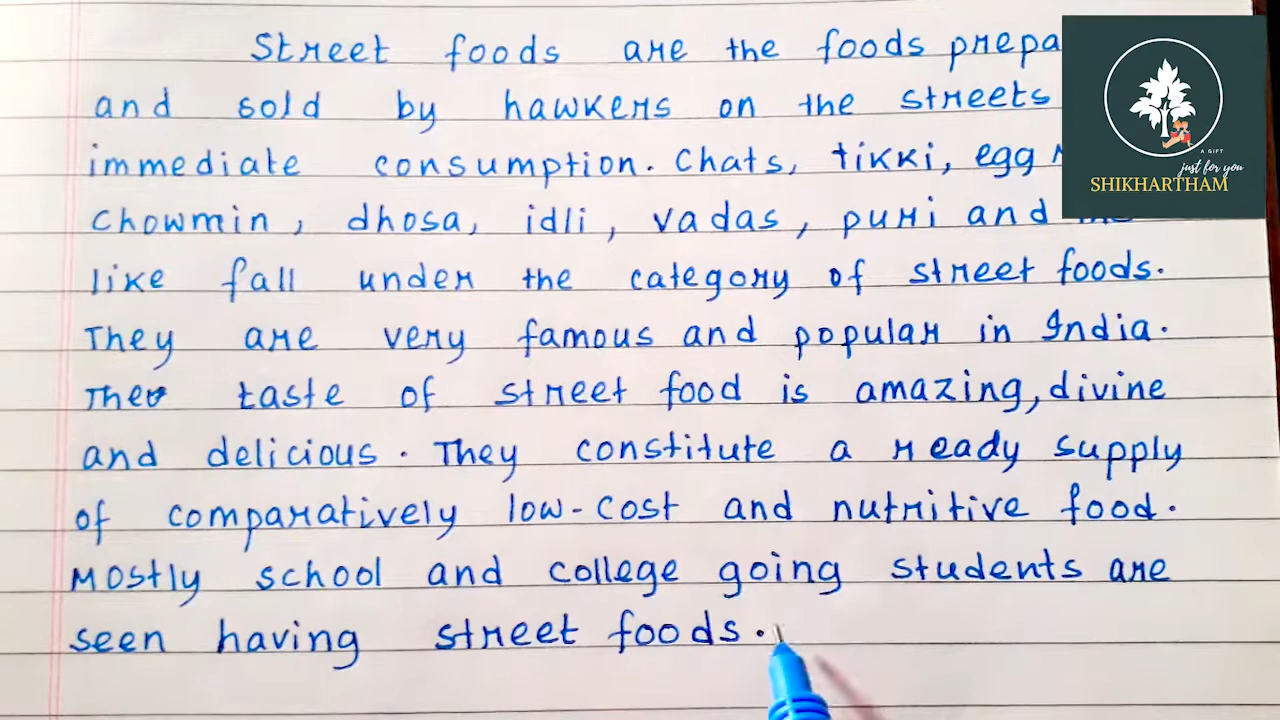 Street foods are the foods prepa
and sold by hawkers on the streets
immediate consumption. Chats, tikki, egg
Chowmin, dhosa, idli, vadas, puri and the
like fall under the category of street foods.
They are very famous and popular in India.
The taste of street food is amazing, divine
and delicious. They constitute a ready supply
of comparatively low-cost and nutritive food.
Mostly school and college going students are
seen having street foods.
A GIFT
just for you
SHIKHARTHAM